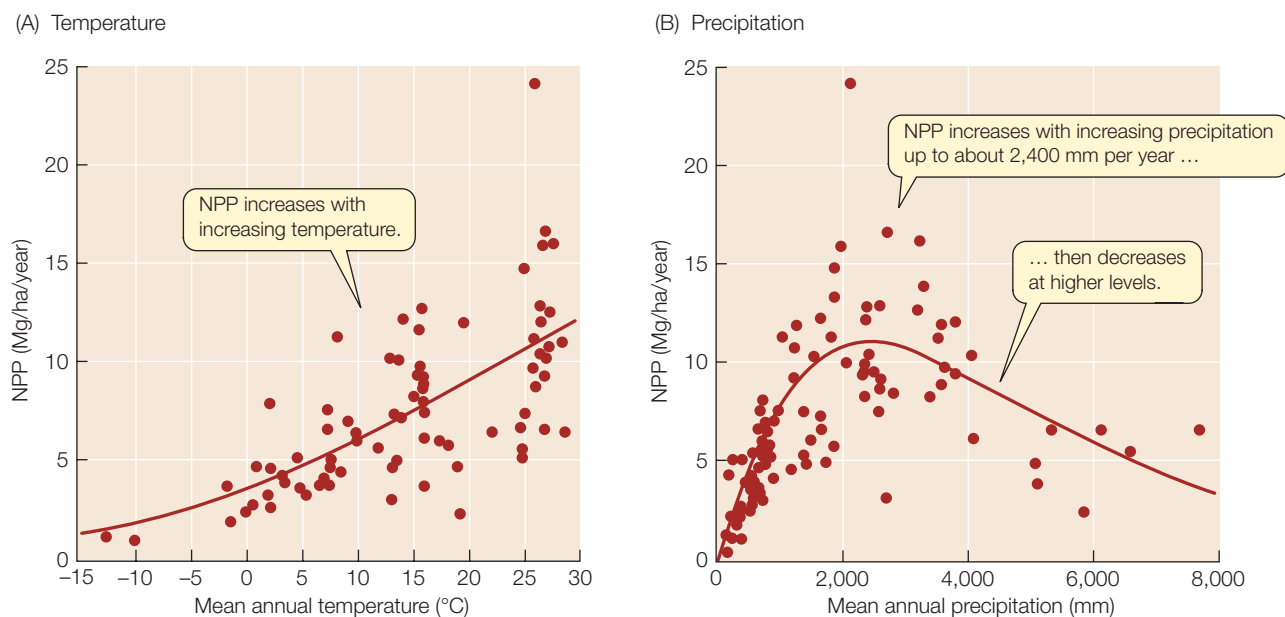 (A) Temperature
NPP (Mg/ha/year)
25
20
15
10
5
0
NPP increases with
increasing temperature.
–15
–10
–5
0
5
10
15
20
25
30
Mean annual temperature (°C)
(B) Precipitation
NPP (Mg/ha/year)
25
20
15
10
5
0
NPP increases with increasing precipitation
up to about 2,400 mm per year …
… then decreases
at higher levels.
0
2,000
4,000
6,000
8,000
Mean annual precipitation (mm)